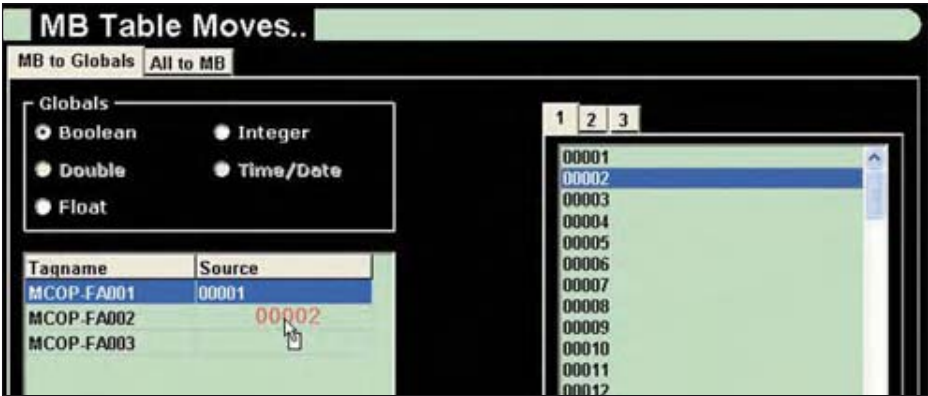 MB Table Moves..
MB to Globals All to MB
Globals
Boolean Integer
Double Time/Date
Float
Tagname Source
MCOP-FA001 00001
MCOP-FA002 00002
MCOP-FA003
1 2 3
00001
00002
00003
00004
00005
00006
00007
00008
00009
00010
00011
00012